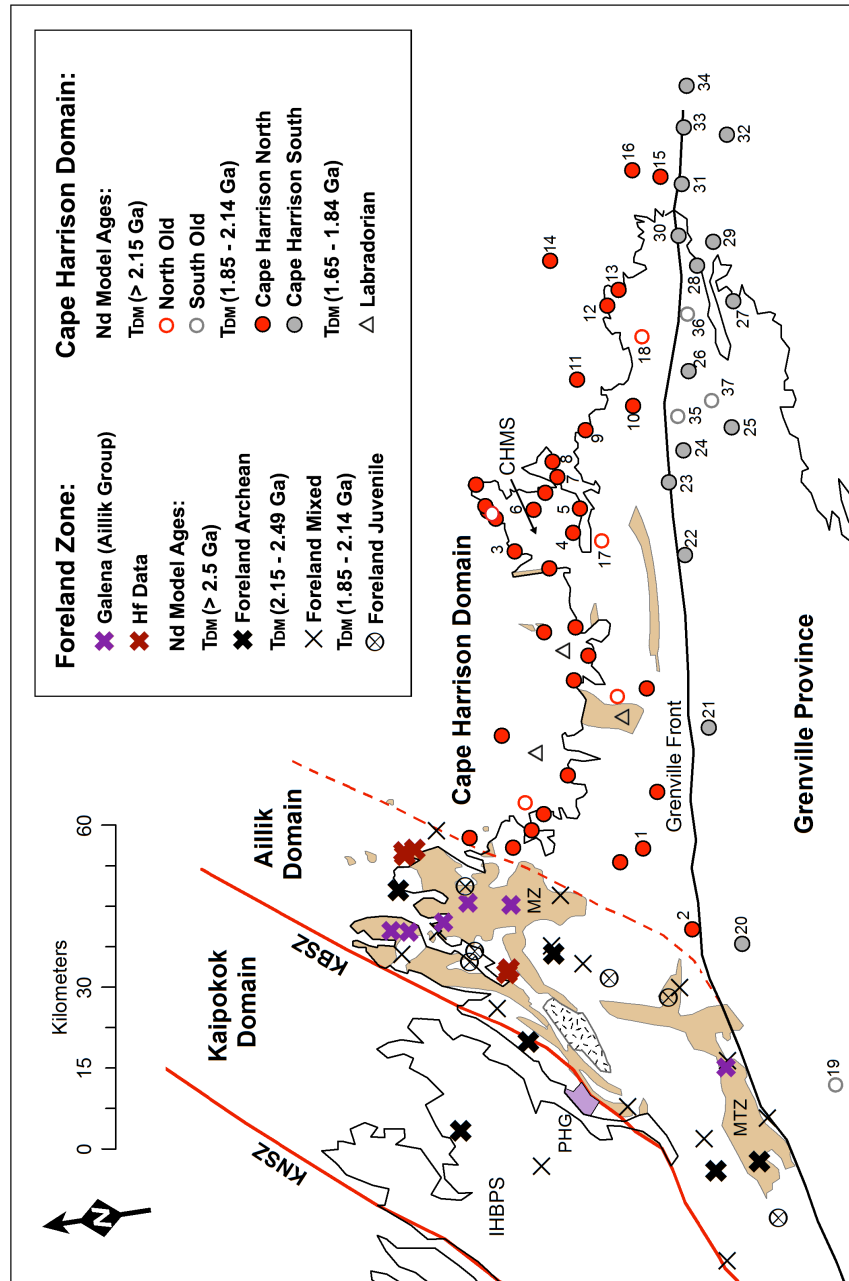 Foreland Zone:
Galena (Aillik Group)
Hf Data
Nd Model Ages:
TDM (> 2.5 Ga)
Foreland Archean
TDM (2.15 - 2.49 Ga)
Foreland Mixed
TDM (1.85 - 2.14 Ga)
Foreland Juvenile
Cape Harrison Domain:
Nd Model Ages:
TDM (> 2.15 Ga)
North Old
South Old
TDM (1.85 - 2.14 Ga)
Cape Harrison North
Cape Harrison South
TDM (1.65 - 1.84 Ga)
Labradorian
N
Kilometers
0 15 30 60
KNSZ
Kaipokok
Domain
KBSZ
Aillik
Domain
Cape Harrison Domain
IHBPS
PHG
MZ
MTZ
CHMS
Grenville Front
Grenville Province
1
2
3
4
5
6
7
8
9
10
11
12
13
14
15
16
17
18
19
20
21
22
23
24
25
26
27
28
29
30
31
32
33
34
35
36
37